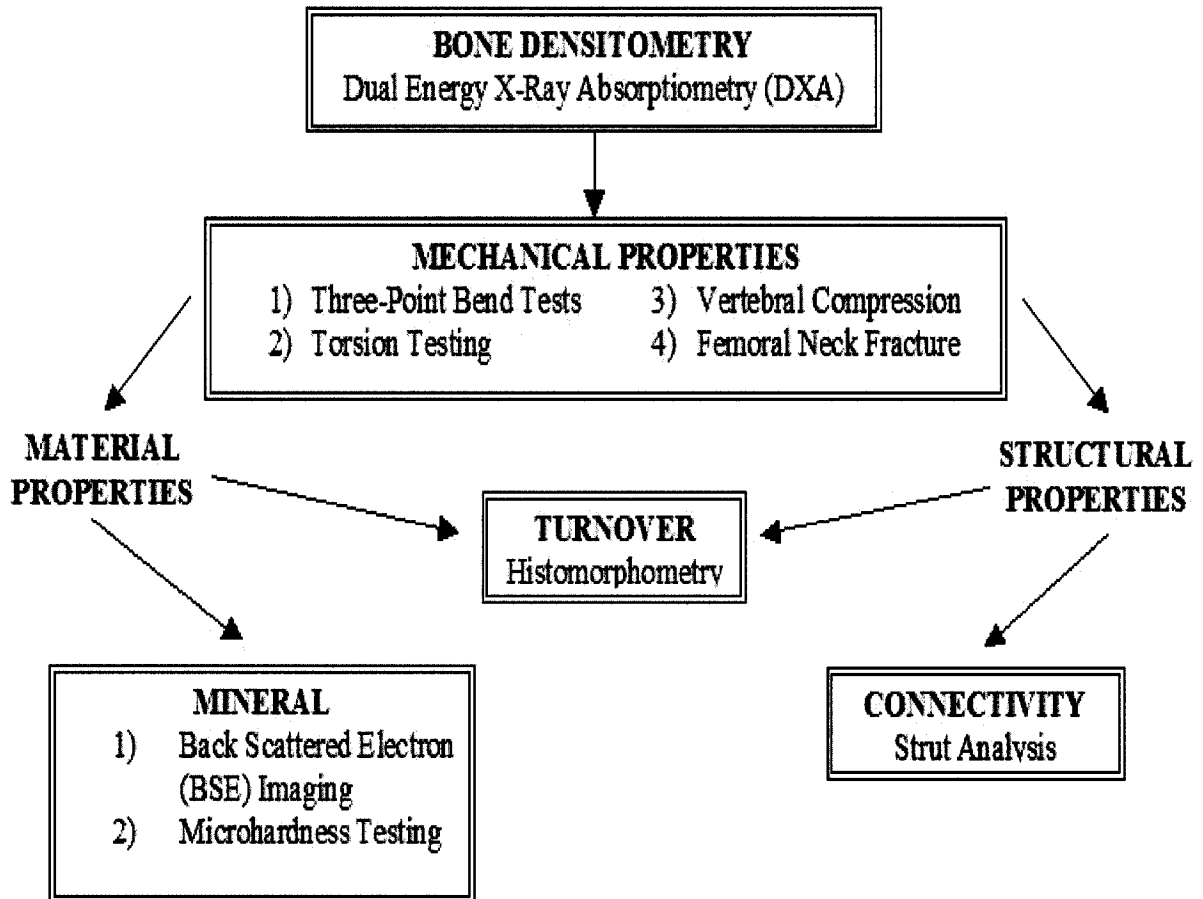 BONE DENSITOMETRY
Dual Energy X-Ray Absorptiometry (DXA)
MECHANICAL PROPERTIES
1) Three-Point Bend Tests
2) Torsion Testing
3) Vertebral Compression
4) Femoral Neck Fracture
MATERIAL
PROPERTIES
STRUCTURAL
PROPERTIES
TURNOVER
Histomorphometry
MINERAL
1) Back Scattered Electron
(BSE) Imaging
2) Microhardness Testing
CONNECTIVITY
Strut Analysis